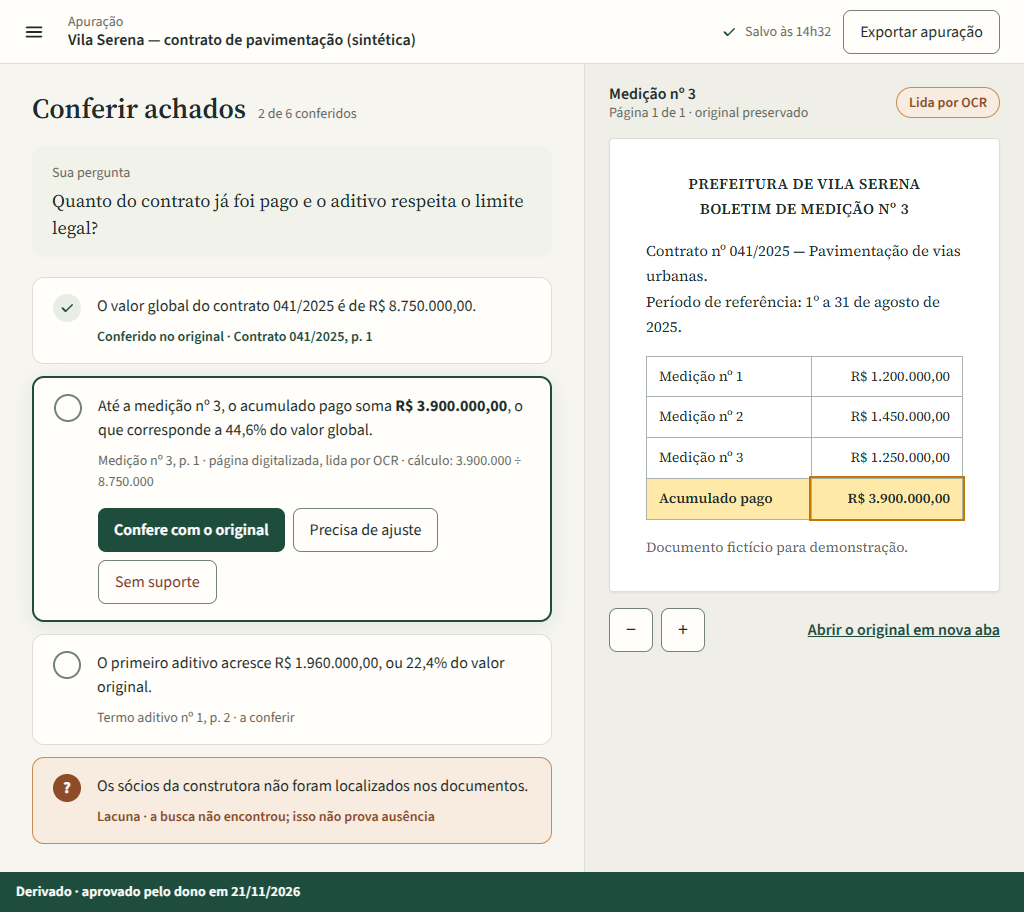 Apuração
Vila Serena — contrato de pavimentação (sintética)
Salvo às 14h32
Exportar apuração
Conferir achados
2 de 6 conferidos
Sua pergunta
Quanto do contrato já foi pago e o aditivo respeita o limite
legal?
O valor global do contrato 041/2025 é de R$ 8.750.000,00.
Conferido no original · Contrato 041/2025, p. 1
Até a medição nº 3, o acumulado pago soma R$ 3.900.000,00, o
que corresponde a 44,6% do valor global.
Medição nº 3, p. 1 · página digitalizada, lida por OCR · cálculo: 3.900.000 ÷
8.750.000
Confere com o original
Precisa de ajuste
Sem suporte
O primeiro aditivo acresce R$ 1.960.000,00, ou 22,4% do valor
original.
Termo aditivo nº 1, p. 2 · a conferir
?
Os sócios da construtora não foram localizados nos documentos.
Lacuna · a busca não encontrou; isso não prova ausência
Medição nº 3
Página 1 de 1 · original preservado
Lida por OCR
PREFEITURA DE VILA SERENA
BOLETIM DE MEDIÇÃO Nº 3
Contrato nº 041/2025 — Pavimentação de vias
urbanas.
Período de referência: 1º a 31 de agosto de
2025.
Medição nº 1 R$ 1.200.000,00
Medição nº 2 R$ 1.450.000,00
Medição nº 3 R$ 1.250.000,00
Acumulado pago R$ 3.900.000,00
Documento fictício para demonstração.
− +
Abrir o original em nova aba
Derivado · aprovado pelo dono em 21/11/2026